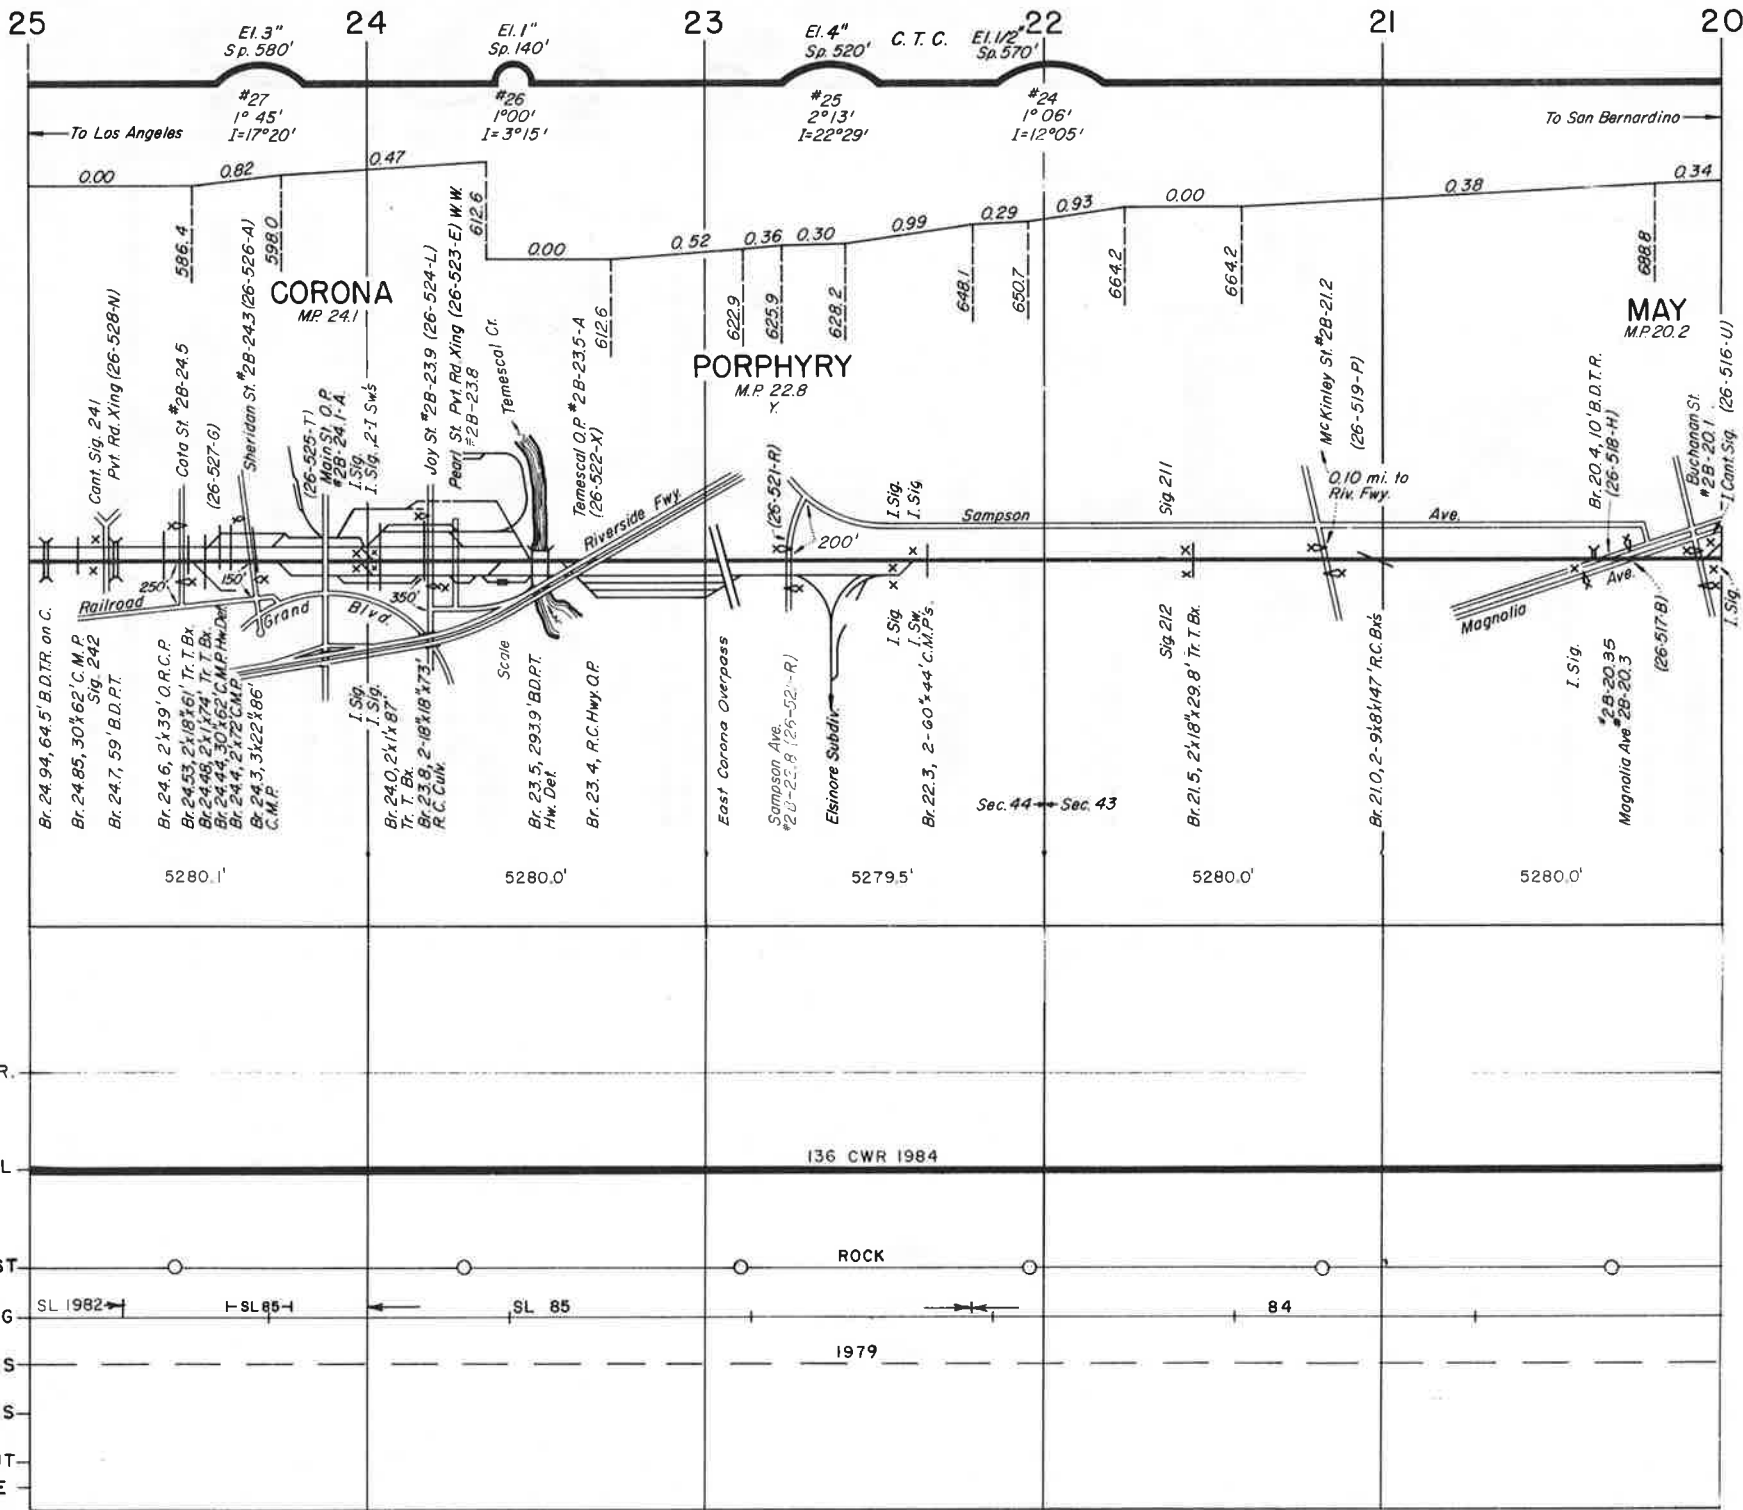 25 24 23 22 21 20
El. 3"
Sp. 580'
El. 1"
Sp. 140'
El. 4"
Sp. 520'
C. T. C.
El. 1/2"
Sp. 570'
#27
1° 45'
I=17°20'
#26
1°00'
I=3°15'
#25
2°13'
I=22°29'
#24
1°06'
I=12°05'
To Los Angeles
To San Bernardino
0.00 0.82 0.47
0.00 0.52 0.36 0.30 0.99 0.29 0.93 0.00 0.38 0.34
586.4
598.0
612.6
612.6
622.9
625.9
628.2
648.1
650.7
664.2
664.2
688.8
CORONA
M.P. 24.1
PORPHYRY
M.P. 22.8
Y.
MAY
M.P. 20.2
Cont. Sig. 241
Pvt. Rd. Xing (26-528-N)
Cota St. #2B-24.5
(26-527-G)
Sheridan St. #2B-24.3 (26-526-A)
(26-525-T)
Main St. O.P.
#2B-24.1-A.
I. Sig.
I. Sig., 2-I Sw.'s
Joy St. #2B-23.9 (26-524-L)
Pearl St. Pvt. Rd. Xing (26-523-E) W.W.
#2B-23.8
Temescal Cr.
Temescal O.P. #2B-23.5-A
(26-522-X)
Riverside Fwy.
(26-521-R)
200'
I. Sig.
I. Sig
Sampson
Ave.
Sig. 211
McKinley St. #2B-21.2
(26-519-P)
0.10 mi. to
Riv. Fwy.
Br. 20.4, 10' B.D.T.R.
(26-518-H)
Buchanan St.
#2B-20.1
I. Cont. Sig. (26-516-U)
250'
150'
350'
Railroad
Grand
Blvd.
Scale
Magnolia
Ave.
Br. 24.94, 64.5' B.D.T.R. on C.
Br. 24.85, 30"x62' C.M.P.
Sig. 242
Br. 24.7, 59' B.D.P.T.
Br. 24.6, 2'x39' O.R.C.P.
Br. 24.53, 2'x18"x61' Tr. T. Bx.
Br. 24.48, 2'x1'x74' Tr. T. Bx.
Br. 24.44, 30"x62' C.M.P. Hw. Det.
Br. 24.4, 2'x72' C.M.P.
Br. 24.3, 3'x22"x86'
C.M.P.
I. Sig.
I. Sig.
Br. 24.0, 2'x1'x87'
Tr. T. Bx.
Br. 23.8, 2-18"x18"x73'
R.C. Culv.
Br. 23.5, 293.9' B.D.P.T.
Hw. Det.
Br. 23.4, R.C. Hwy. O.P.
East Corona Overpass
Sampson Ave.
#2B-22.8 (26-521-R)
Elsinore Subdiv.
I. Sig.
I. Sw.
Br. 22.3, 2-60"x44' C.M.P.'s.
Sec. 44 Sec. 43
Sig. 212
Br. 21.5, 2'x18"x29.8' Tr. T. Bx.
Br. 21.0, 2-9'x8'x147' R.C. Bx's
I. Sig.
#2B-20.35
Magnolia Ave. #2B-20.3
(26-517-B)
I. Sig.
5280.1' 5280.0' 5279.5' 5280.0' 5280.0'
R.
L
136 CWR 1984
ST
ROCK
G
SL 1982 SL 85 SL 85 84
S
1979
S
T
E